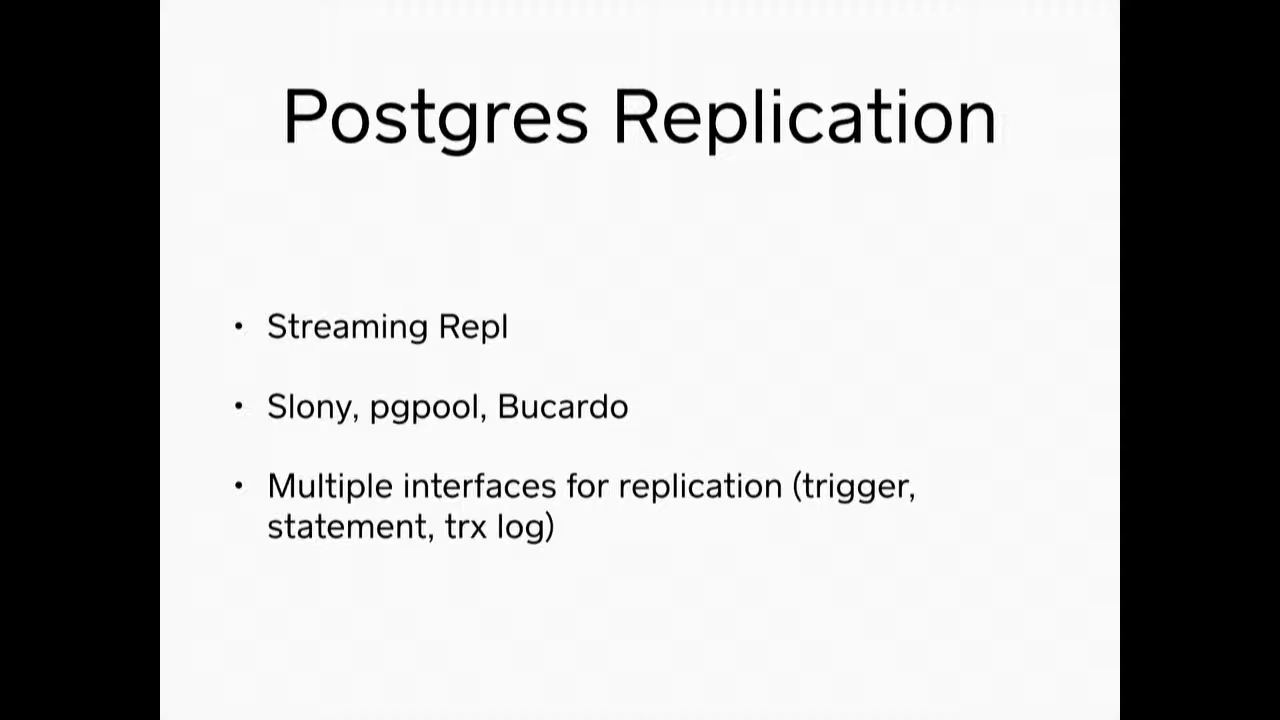 Postgres Replication
• Streaming Repl
• Slony, pgpool, Bucardo
• Multiple interfaces for replication (trigger,
statement, trx log)